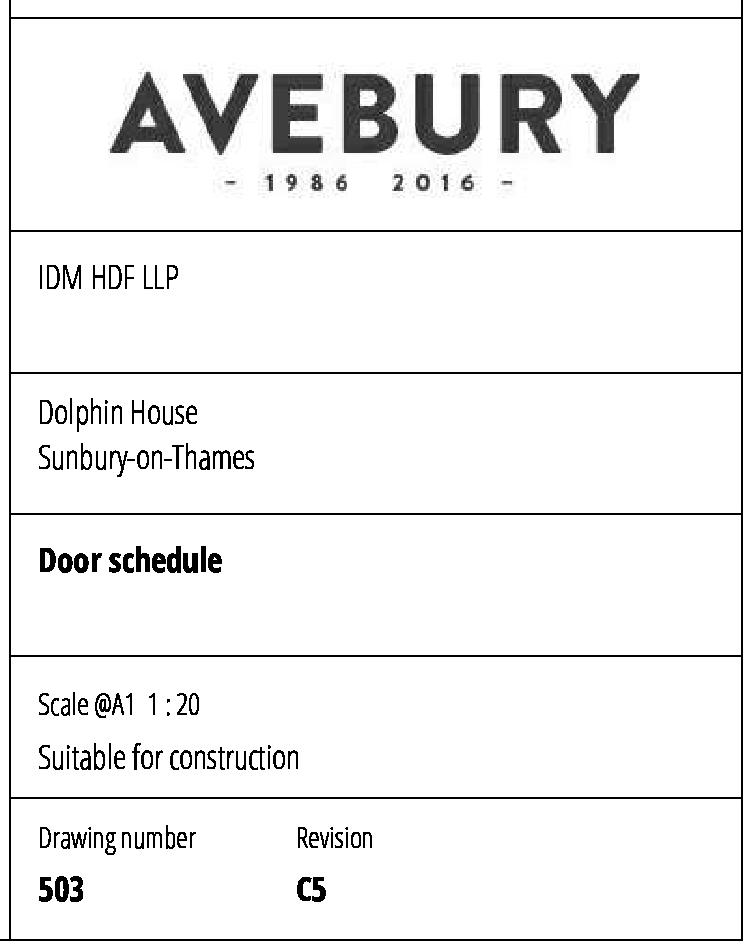 AVEBURY
- 1986 2016 -
IDM HDF LLP
Dolphin House
Sunbury-on-Thames
Door schedule
Scale @A1 1 : 20
Suitable for construction
Drawing number Revision
503 C5